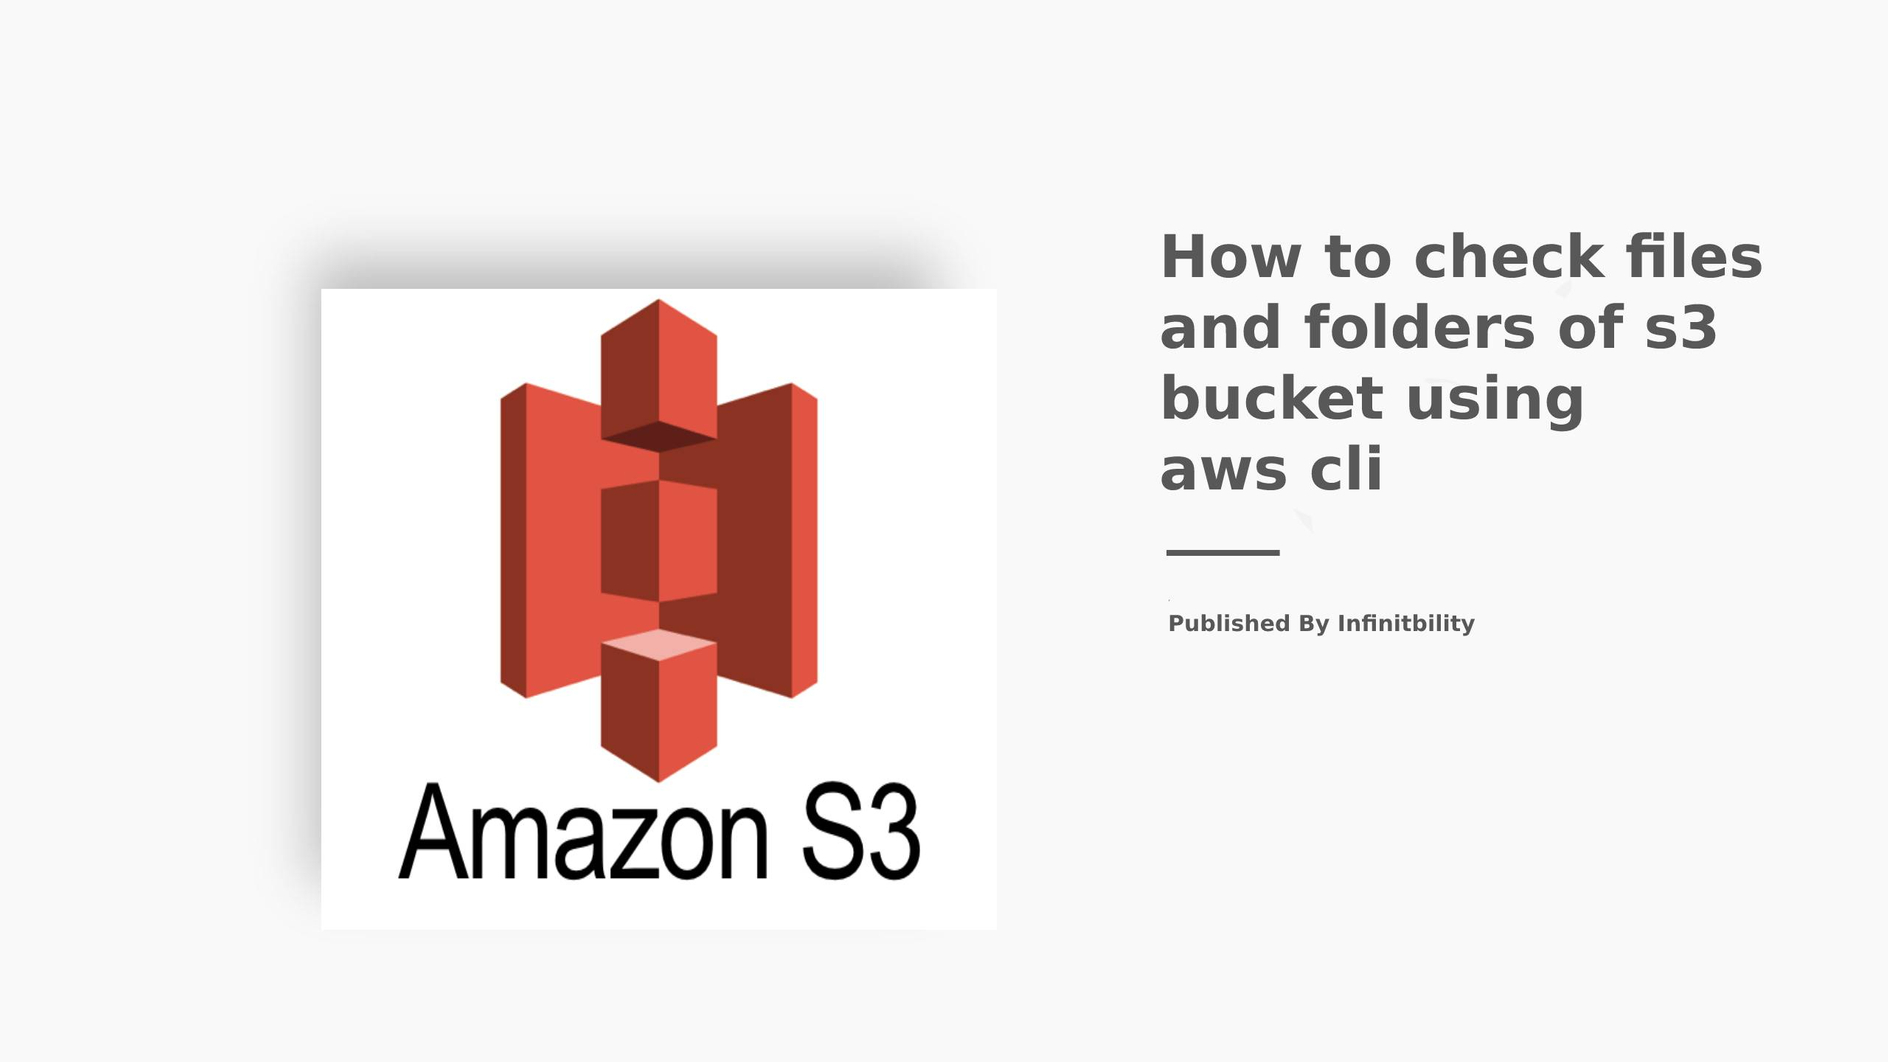 Amazon S3
How to check files
and folders of s3
bucket using
aws cli
Published By Infinitbility